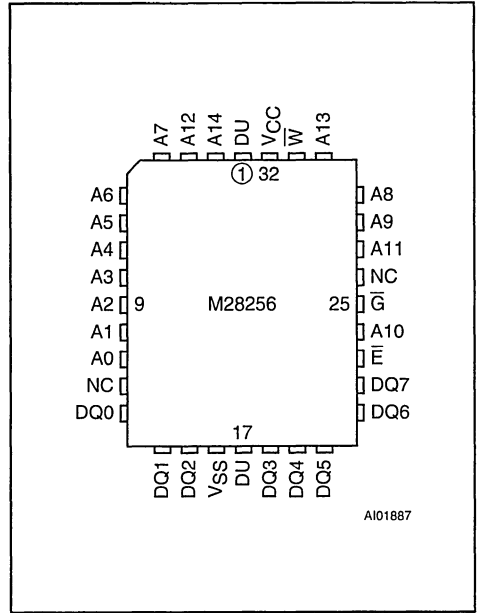 A7 A12 A14 DU VCC W̅ A13
1 32
A6 A8
A5 A9
A4 A11
A3 NC
A2 9 M28256 25 G̅
A1 A10
A0 E̅
NC DQ7
DQ0 DQ6
17
DQ1 DQ2 VSS DU DQ3 DQ4 DQ5
AI01887